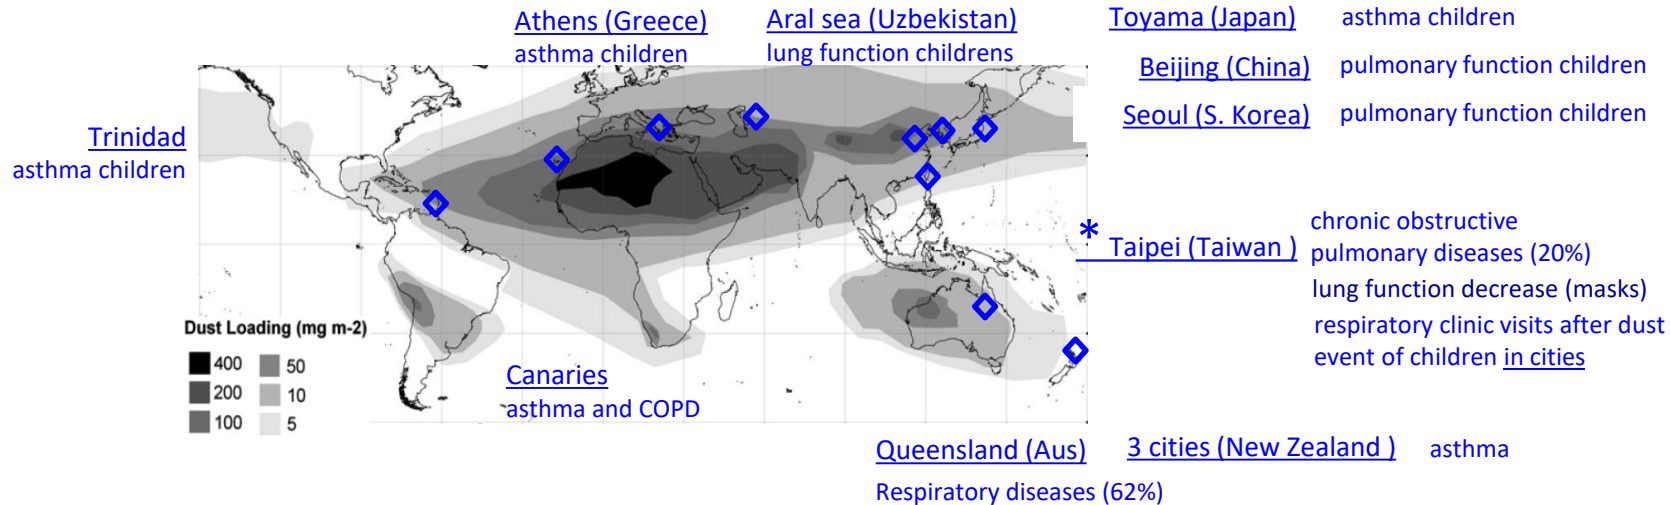 Athens (Greece)
asthma children
Aral sea (Uzbekistan)
lung function childrens
Toyama (Japan) asthma children
Beijing (China) pulmonary function children
Seoul (S. Korea) pulmonary function children
Trinidad
asthma children
* Taipei (Taiwan )
chronic obstructive
pulmonary diseases (20%)
lung function decrease (masks)
respiratory clinic visits after dust
event of children in cities
Dust Loading (mg m-2)
400 50
200 10
100 5
Canaries
asthma and COPD
Queensland (Aus)
Respiratory diseases (62%)
3 cities (New Zealand ) asthma